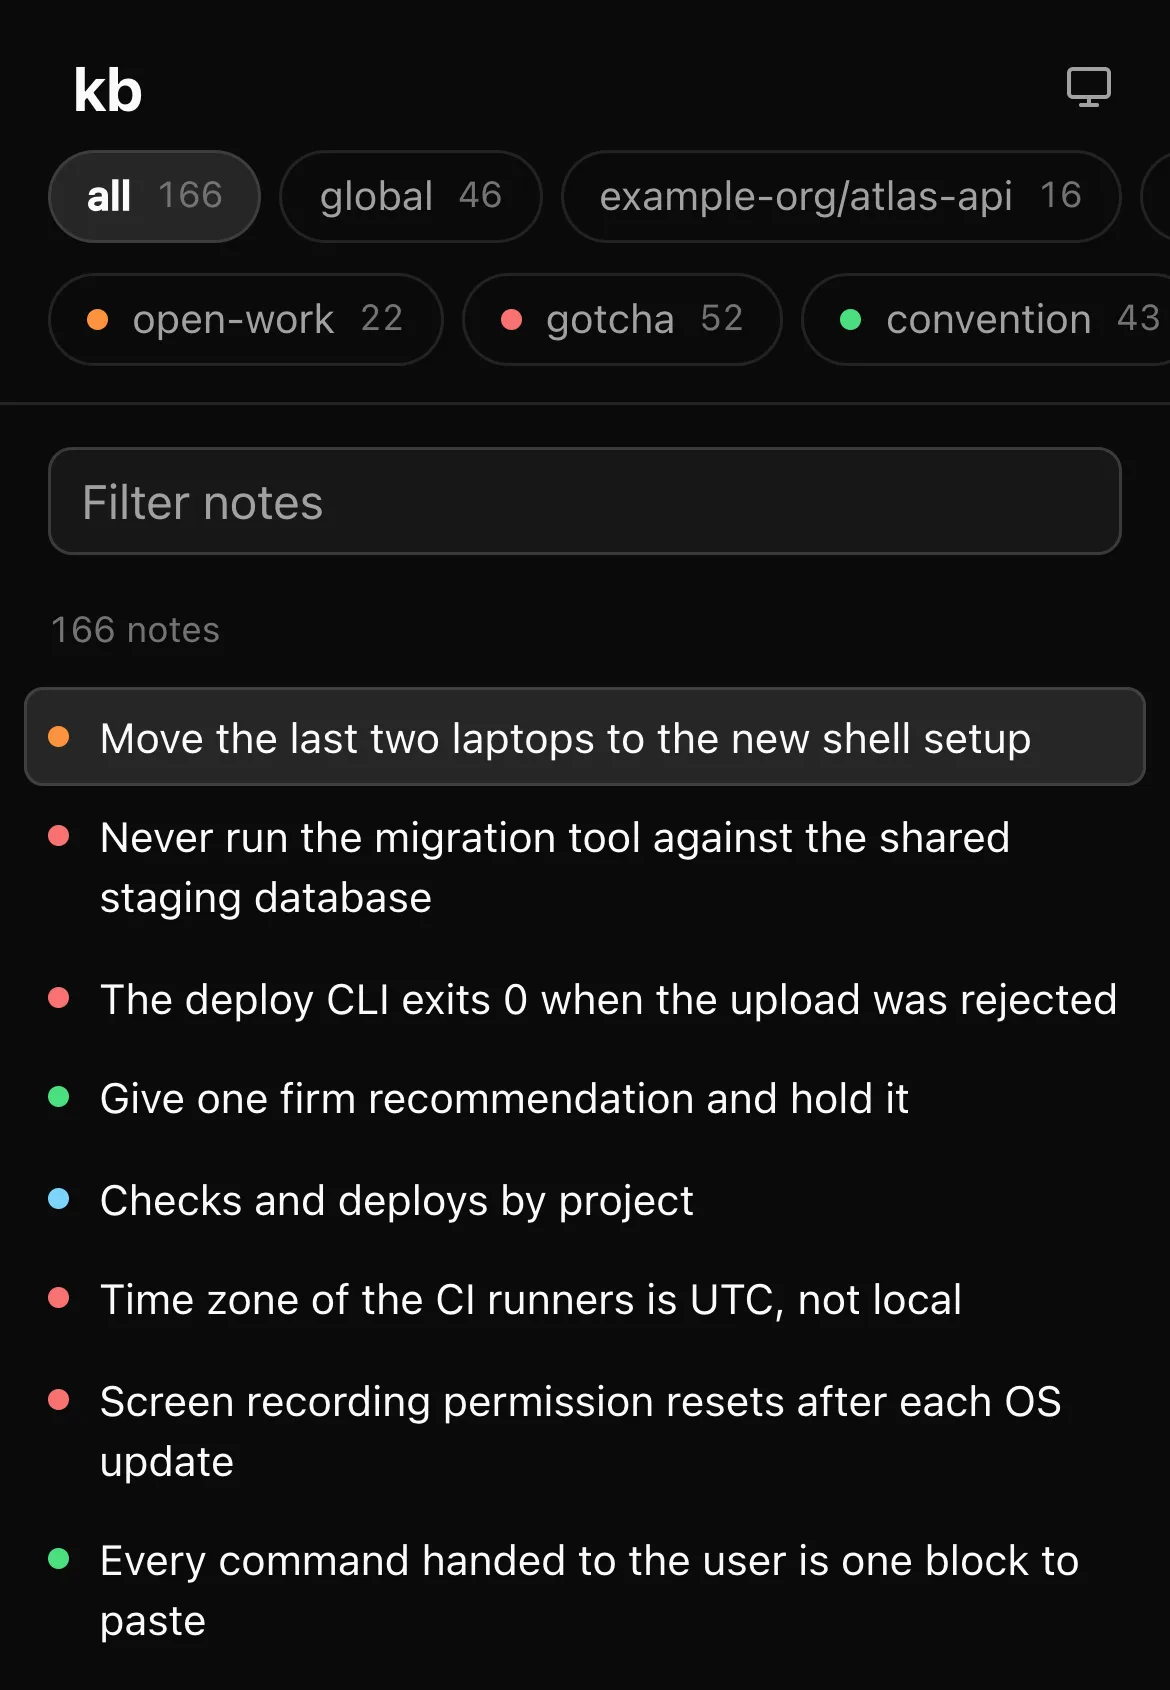 kb
all 166 global 46 example-org/atlas-api 16
open-work 22 gotcha 52 convention 43
Filter notes
166 notes
Move the last two laptops to the new shell setup
Never run the migration tool against the shared
staging database
The deploy CLI exits 0 when the upload was rejected
Give one firm recommendation and hold it
Checks and deploys by project
Time zone of the CI runners is UTC, not local
Screen recording permission resets after each OS
update
Every command handed to the user is one block to
paste